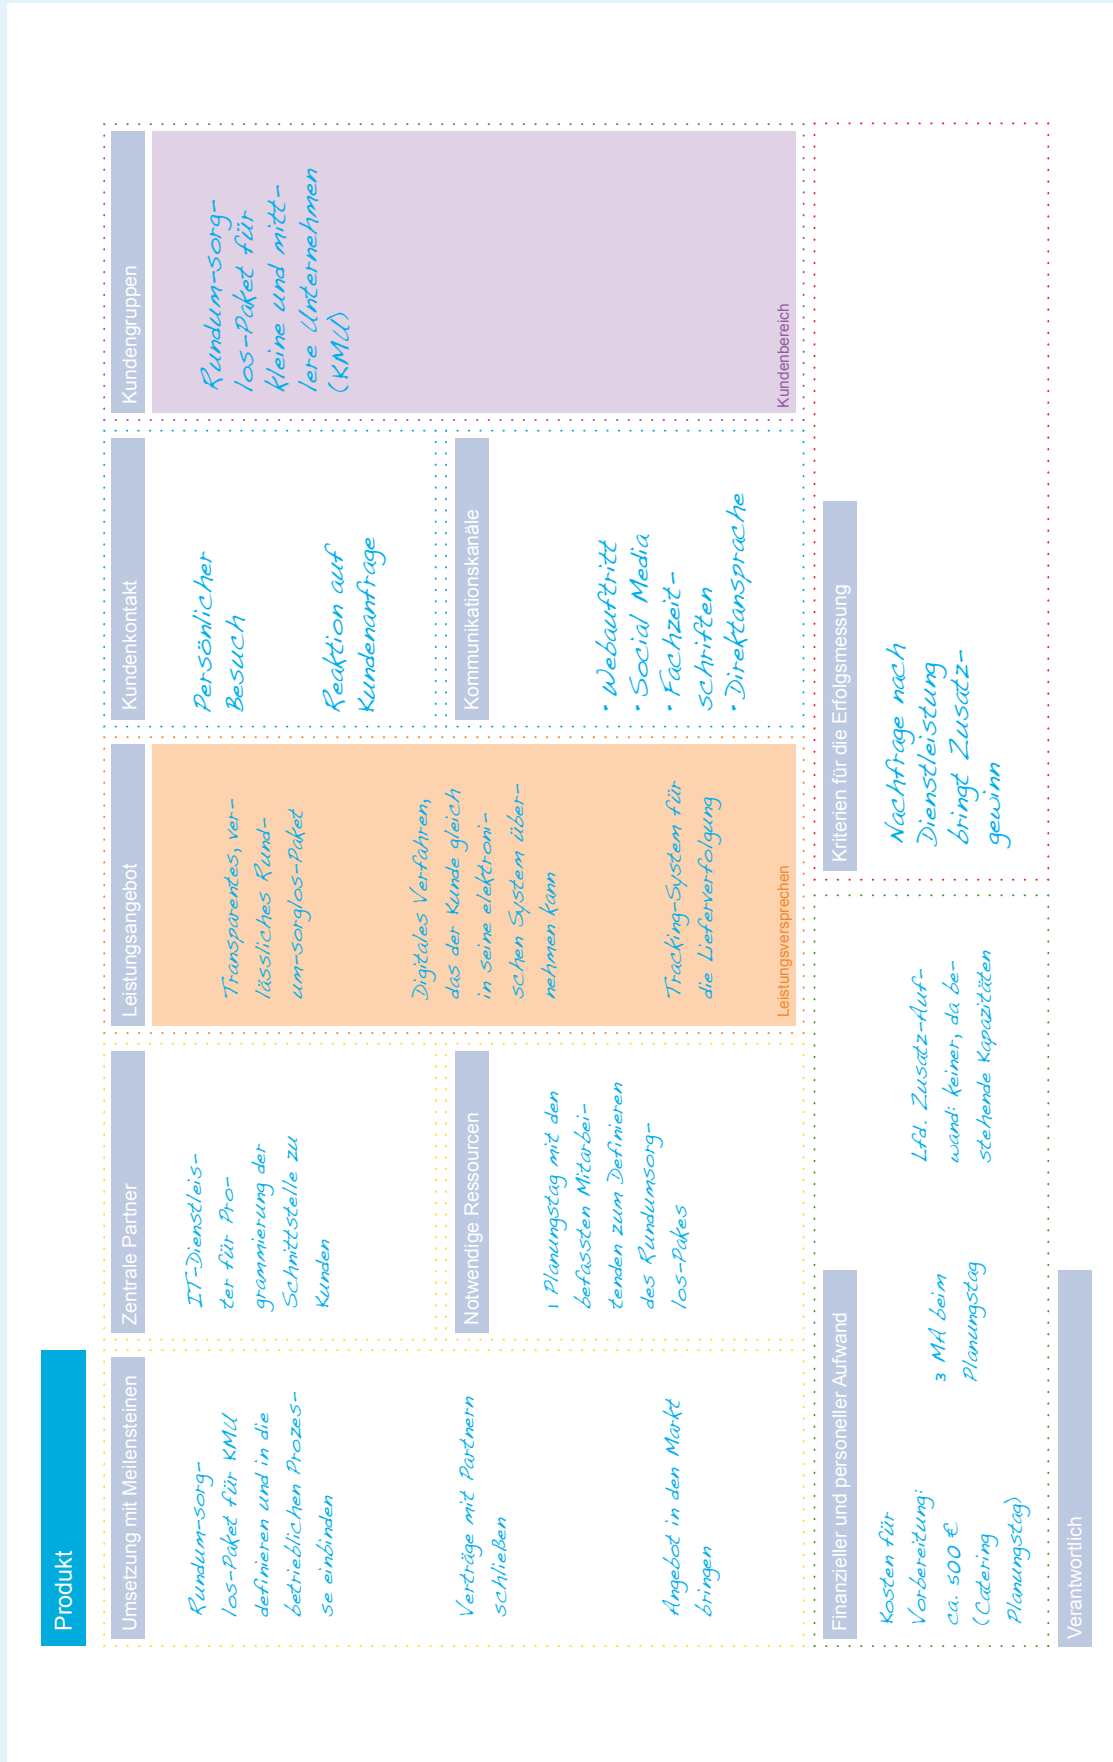 Produkt
Umsetzung mit Meilensteinen
Rundum-sorg-
los-Paket für KMU
definieren und in die
betrieblichen Prozes-
se einbinden
Verträge mit Partnern
schließen
Angebot in den Markt
bringen
Zentrale Partner
IT-Dienstleis-
ter für Pro-
grammierung der
Schnittstelle zu
Kunden
Notwendige Ressourcen
1 Planungstag mit den
befassten Mitarbei-
tenden zum Definieren
des Rundumsorg-
los-Pakes
Leistungsangebot
Transparentes, ver-
lässliches Rund-
um-sorglos-Paket
Digitales Verfahren,
das der Kunde gleich
in seine elektroni-
schen System über-
nehmen kann
Tracking-System für
die Lieferverfolgung
Leistungsversprechen
Kundenkontakt
Persönlicher
Besuch
Reaktion auf
Kundenanfrage
Kommunikationskanäle
• Webauftritt
• Social Media
• Fachzeit-
schriften
• Direktansprache
Kundengruppen
Rundum-sorg-
los-Paket für
kleine und mitt-
lere Unternehmen
(KMU)
Kundenbereich
Finanzieller und personeller Aufwand
Kosten für
Vorbereitung:
ca. 500 €
(Catering
Planungstag)
3 MA beim
Planungstag
Lfd. Zusatz-Auf-
wand: keiner, da be-
stehende Kapazitäten
Kriterien für die Erfolgsmessung
Nachfrage nach
Dienstleistung
bringt Zusatz-
gewinn
Verantwortlich